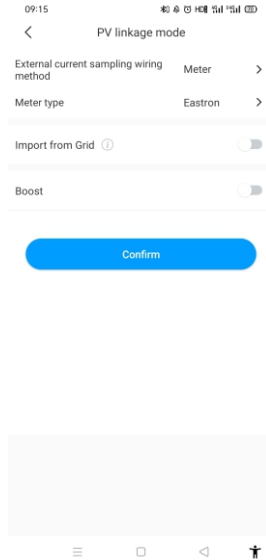 09:15
PV linkage mode
External current sampling wiring
method
Meter
Meter type
Eastron
Import from Grid
Boost
Confirm